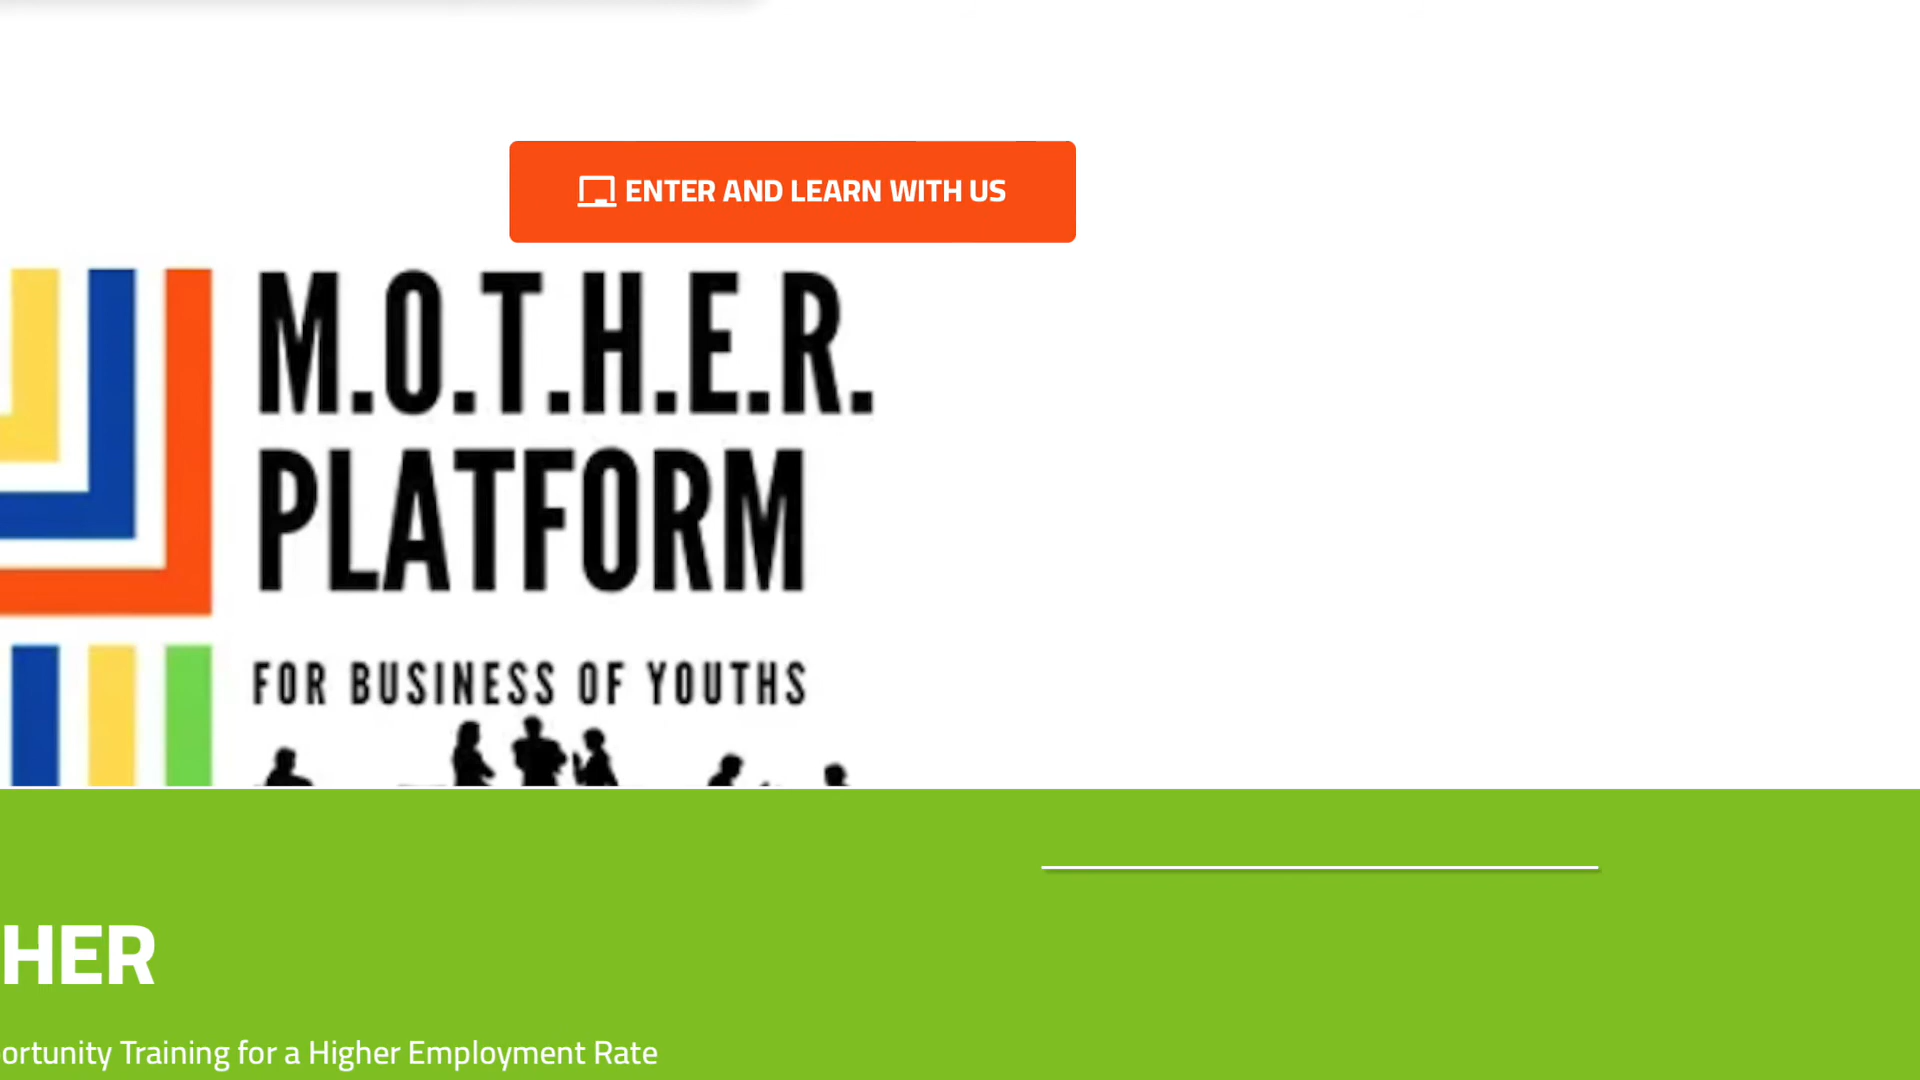 ENTER AND LEARN WITH US
M.O.T.H.E.R.
PLATFORM
FOR BUSINESS OF YOUTHS
HER
ortunity Training for a Higher Employment Rate